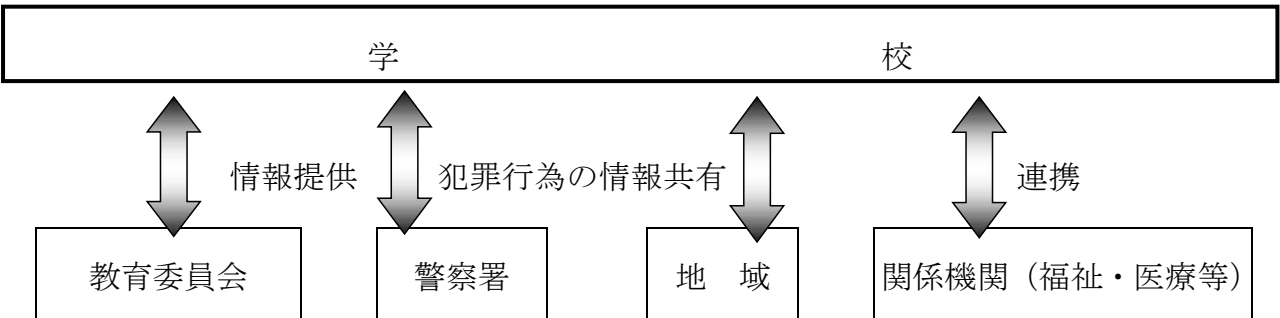 学　校
情報提供　犯罪行為の情報共有　連携
教育委員会　警察署　地　域　関係機関（福祉・医療等）